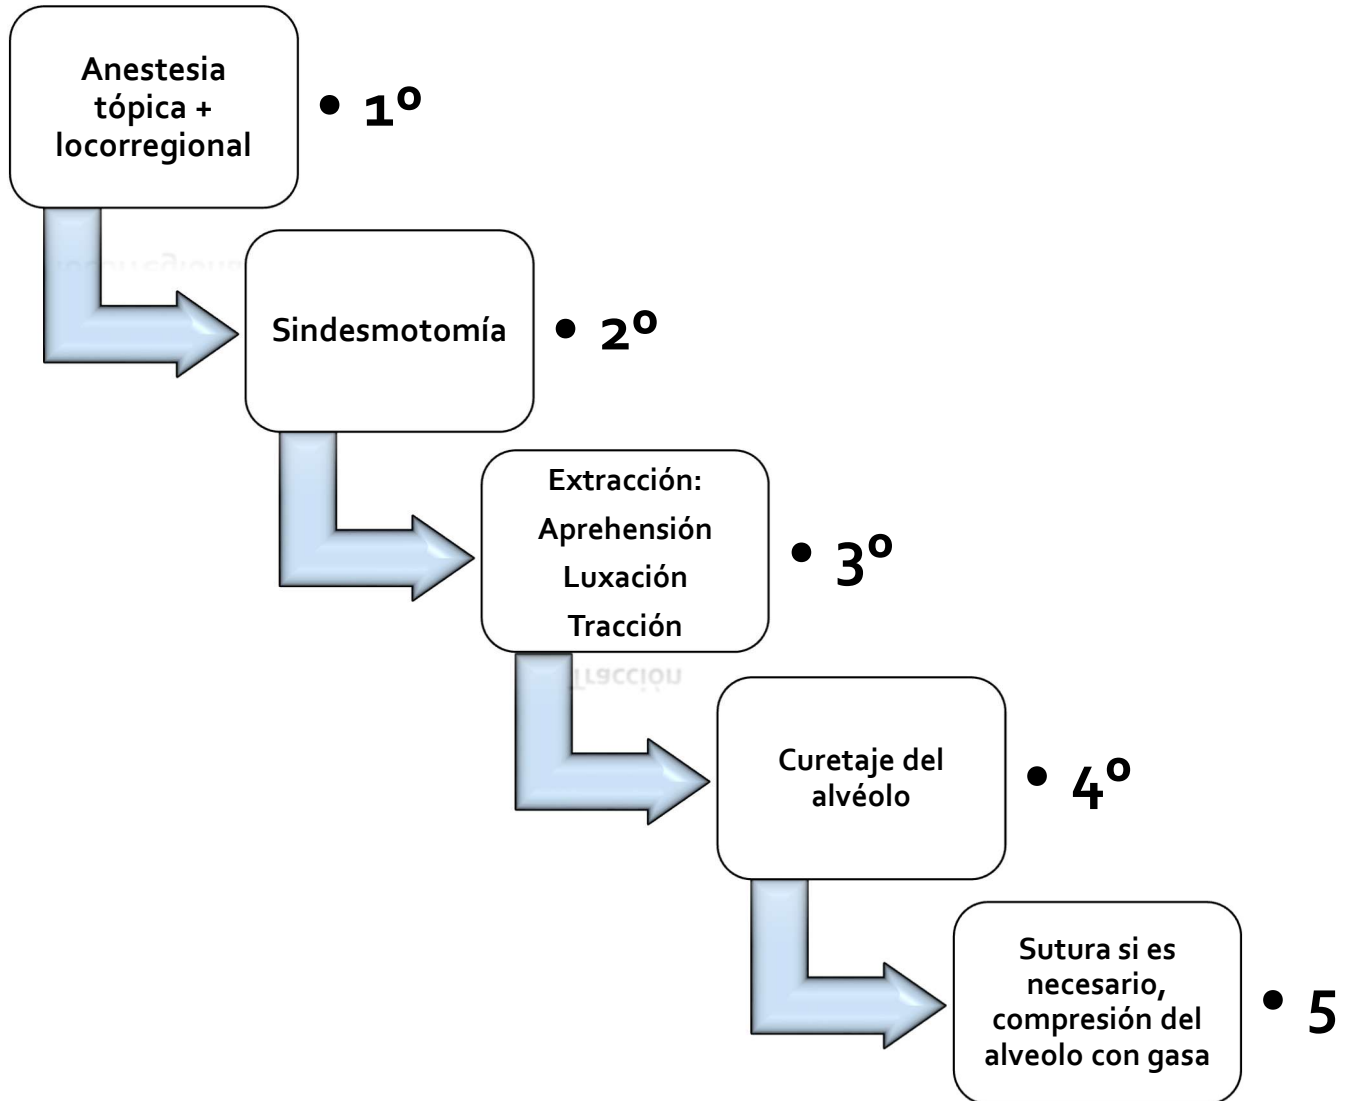 Anestesia
tópica +
locorregional
• 1º
Sindesmotomía
• 2º
Extracción:
Aprehensión
Luxación
Tracción
• 3º
Curetaje del
alvéolo
• 4º
Sutura si es
necesario,
compresión del
alveolo con gasa
• 5